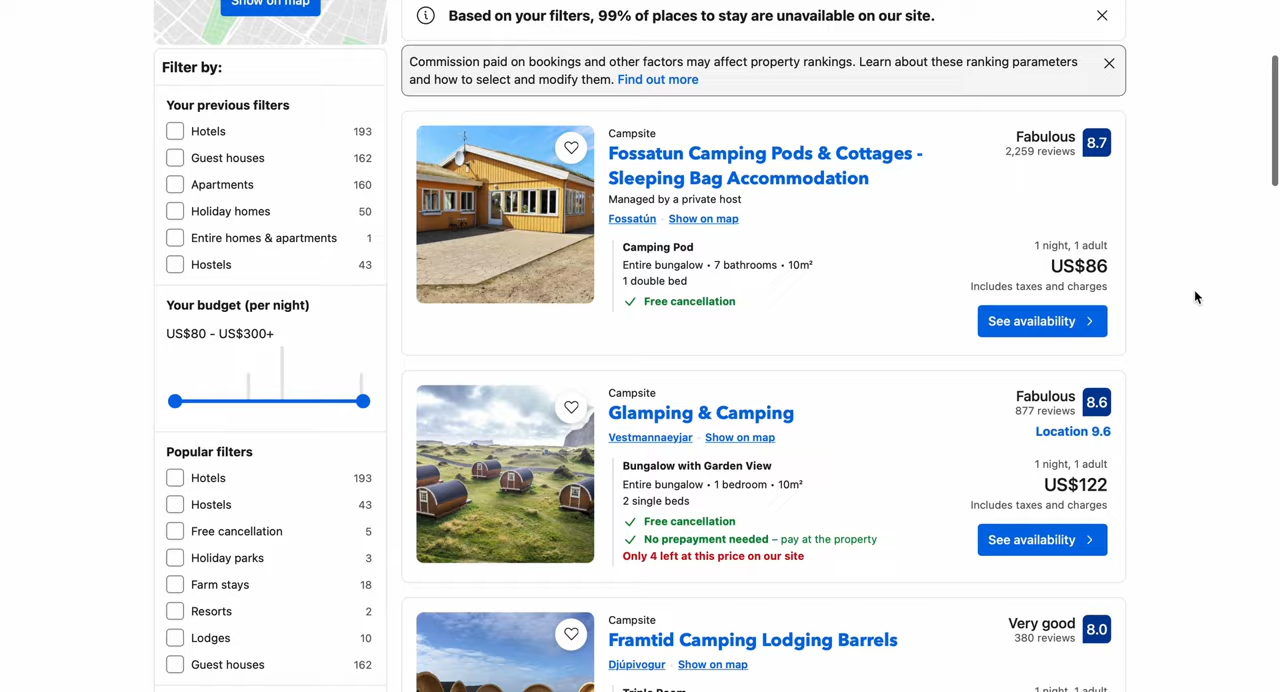 Show on map
Filter by:
Your previous filters
Hotels 193
Guest houses 162
Apartments 160
Holiday homes 50
Entire homes & apartments 1
Hostels 43
Your budget (per night)
US$80 - US$300+
Popular filters
Hotels 193
Hostels 43
Free cancellation 5
Holiday parks 3
Farm stays 18
Resorts 2
Lodges 10
Guest houses 162
Based on your filters, 99% of places to stay are unavailable on our site.
Commission paid on bookings and other factors may affect property rankings. Learn about these ranking parameters
and how to select and modify them. Find out more
Campsite
Fossatun Camping Pods & Cottages -
Sleeping Bag Accommodation
Managed by a private host
Fossatún · Show on map
Camping Pod
Entire bungalow • 7 bathrooms • 10m²
1 double bed
Free cancellation
Fabulous 8.7
2,259 reviews
1 night, 1 adult
US$86
Includes taxes and charges
See availability
Campsite
Glamping & Camping
Vestmannaeyjar · Show on map
Bungalow with Garden View
Entire bungalow • 1 bedroom • 10m²
2 single beds
Free cancellation
No prepayment needed – pay at the property
Only 4 left at this price on our site
Fabulous 8.6
877 reviews
Location 9.6
1 night, 1 adult
US$122
Includes taxes and charges
See availability
Campsite
Framtid Camping Lodging Barrels
Djúpivogur · Show on map
Triple Room
Very good 8.0
380 reviews
1 night, 1 adult